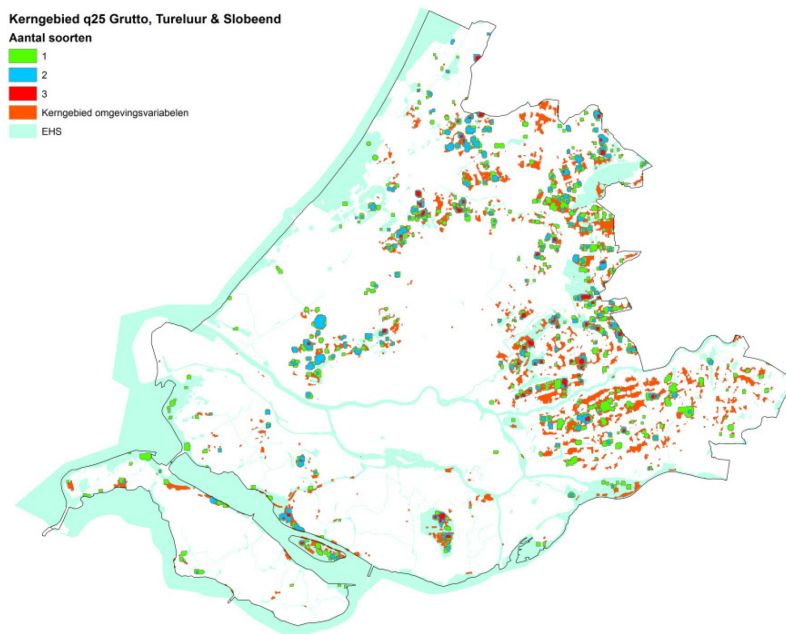 Kerngebied q25 Grutto, Tureluur & Slobeend
Aantal soorten
1
2
3
Kerngebied omgevingsvariabelen
EHS